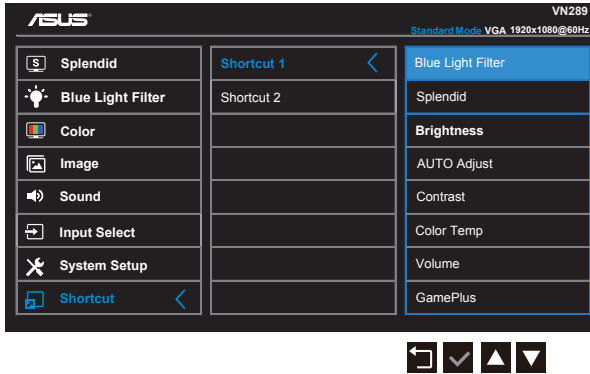 ASUS
VN289
Standard Mode VGA 1920x1080@60Hz
S Splendid
Blue Light Filter
Color
Image
Sound
Input Select
System Setup
Shortcut
Shortcut 1
Shortcut 2
Blue Light Filter
Splendid
Brightness
AUTO Adjust
Contrast
Color Temp
Volume
GamePlus